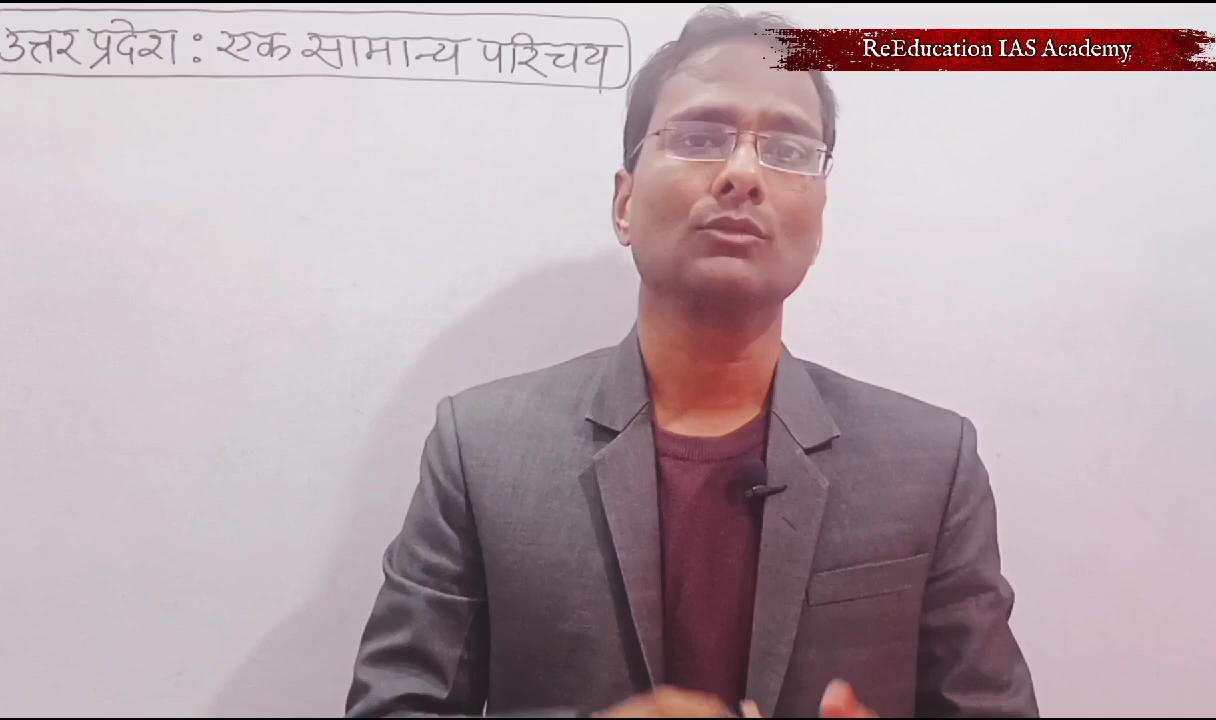 उत्तर प्रदेश : एक सामान्य परिचय
ReEducation IAS Academy